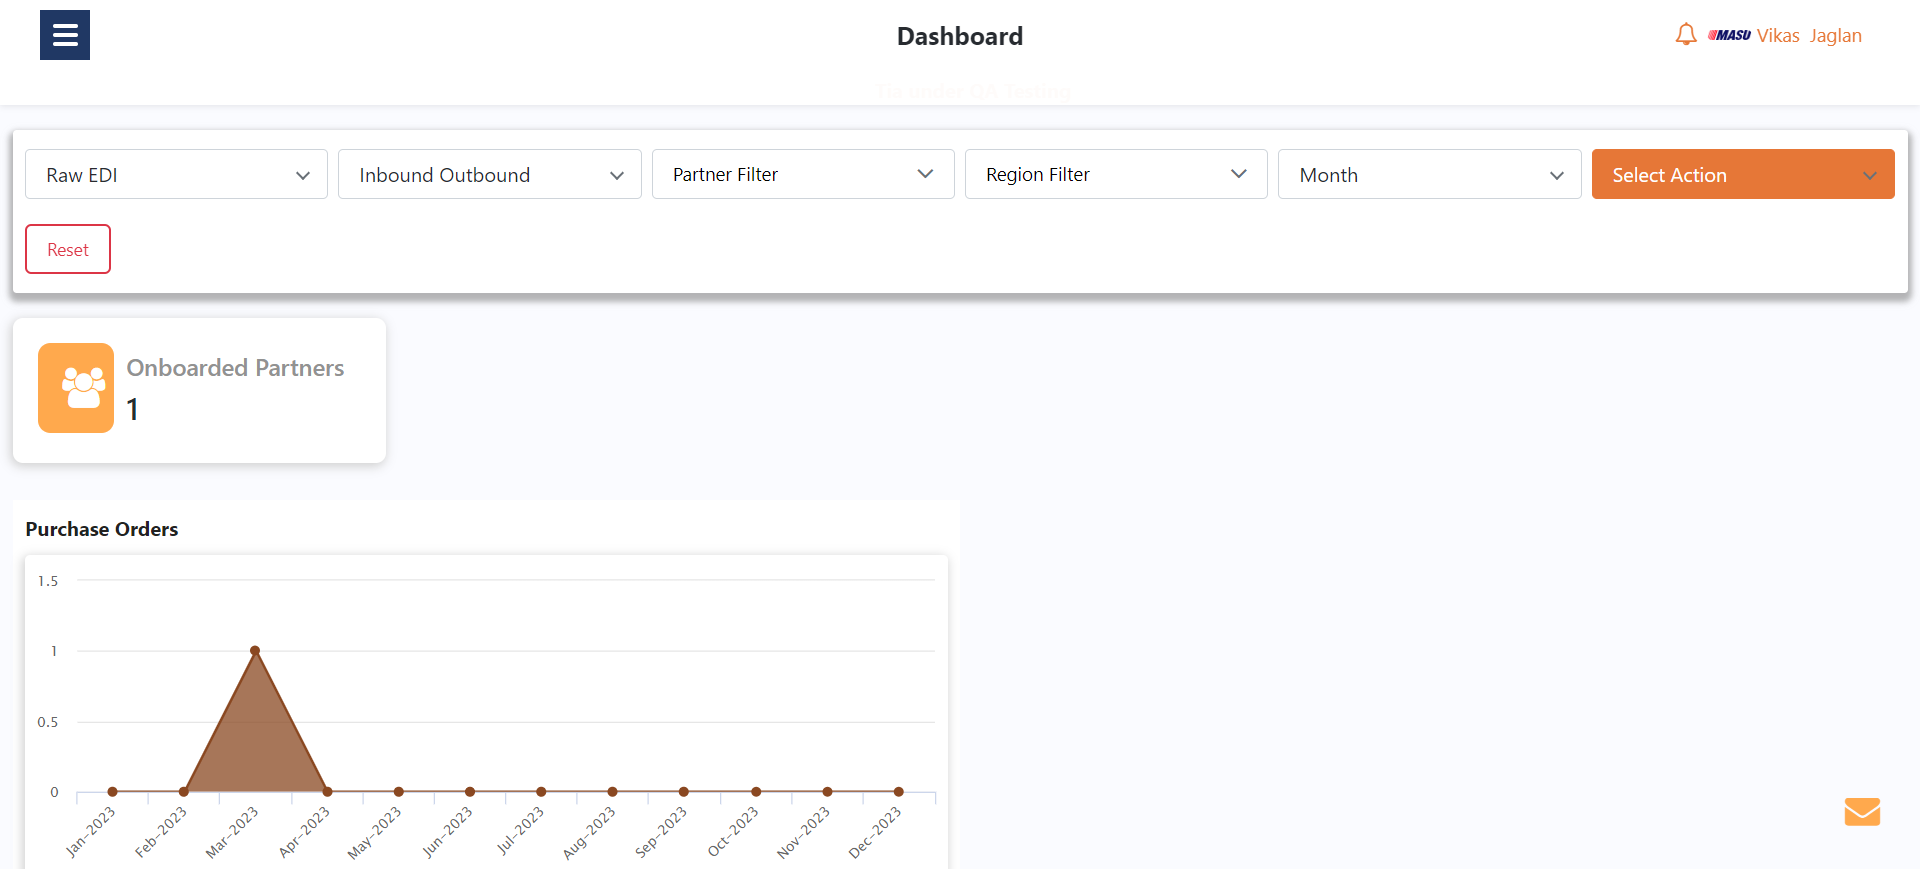 Dashboard
MASU Vikas Jaglan
Raw EDI
Inbound Outbound
Partner Filter
Region Filter
Month
Select Action
Reset
Onboarded Partners
1
Purchase Orders
1.5
1
0.5
0
Jan-2023
Feb-2023
Mar-2023
Apr-2023
May-2023
Jun-2023
Jul-2023
Aug-2023
Sep-2023
Oct-2023
Nov-2023
Dec-2023